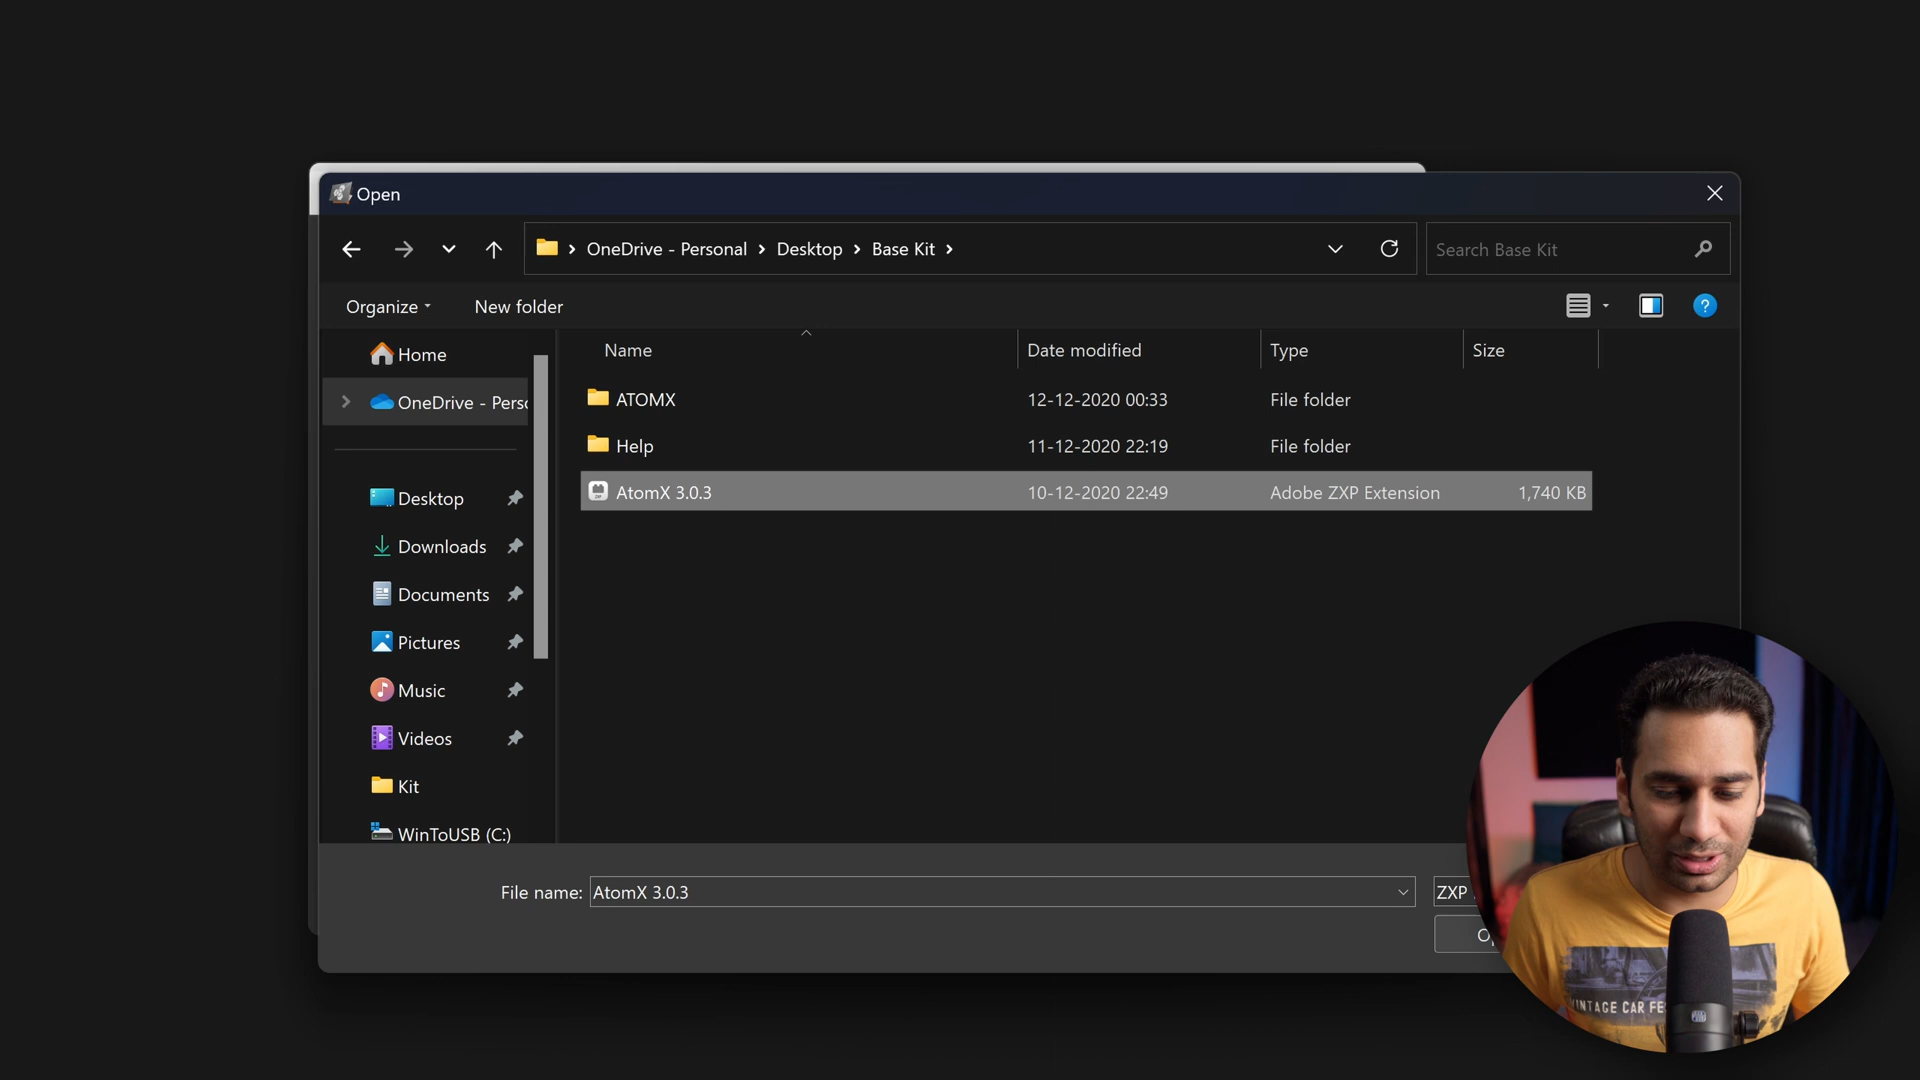 Open
OneDrive - Personal > Desktop > Base Kit >
Search Base Kit
Organize
New folder
Home
OneDrive - Perso
Desktop
Downloads
Documents
Pictures
Music
Videos
Kit
WinToUSB (C:)
Name Date modified Type Size
ATOMX 12-12-2020 00:33 File folder
Help 11-12-2020 22:19 File folder
AtomX 3.0.3 10-12-2020 22:49 Adobe ZXP Extension 1,740 KB
File name: AtomX 3.0.3
ZXP
VINTAGE CAR